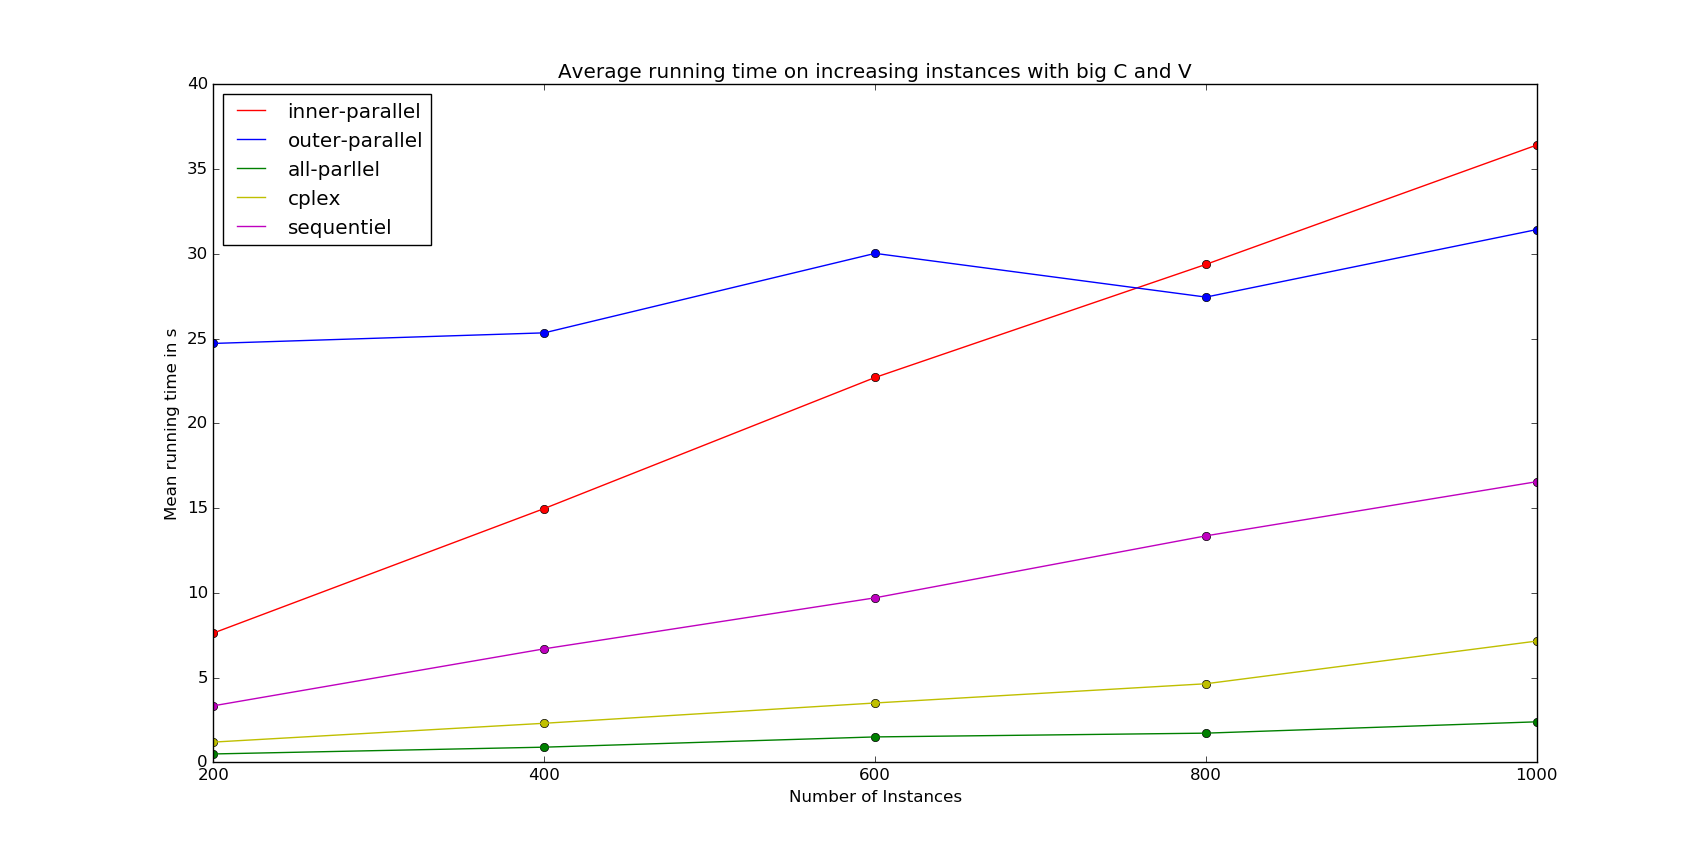 Average running time on increasing instances with big C and V
40
35
30
25
20
15
10
5
0
inner-parallel
outer-parallel
all-parllel
cplex
sequentiel
Mean running time in s
200 400 600 800 1000
Number of Instances